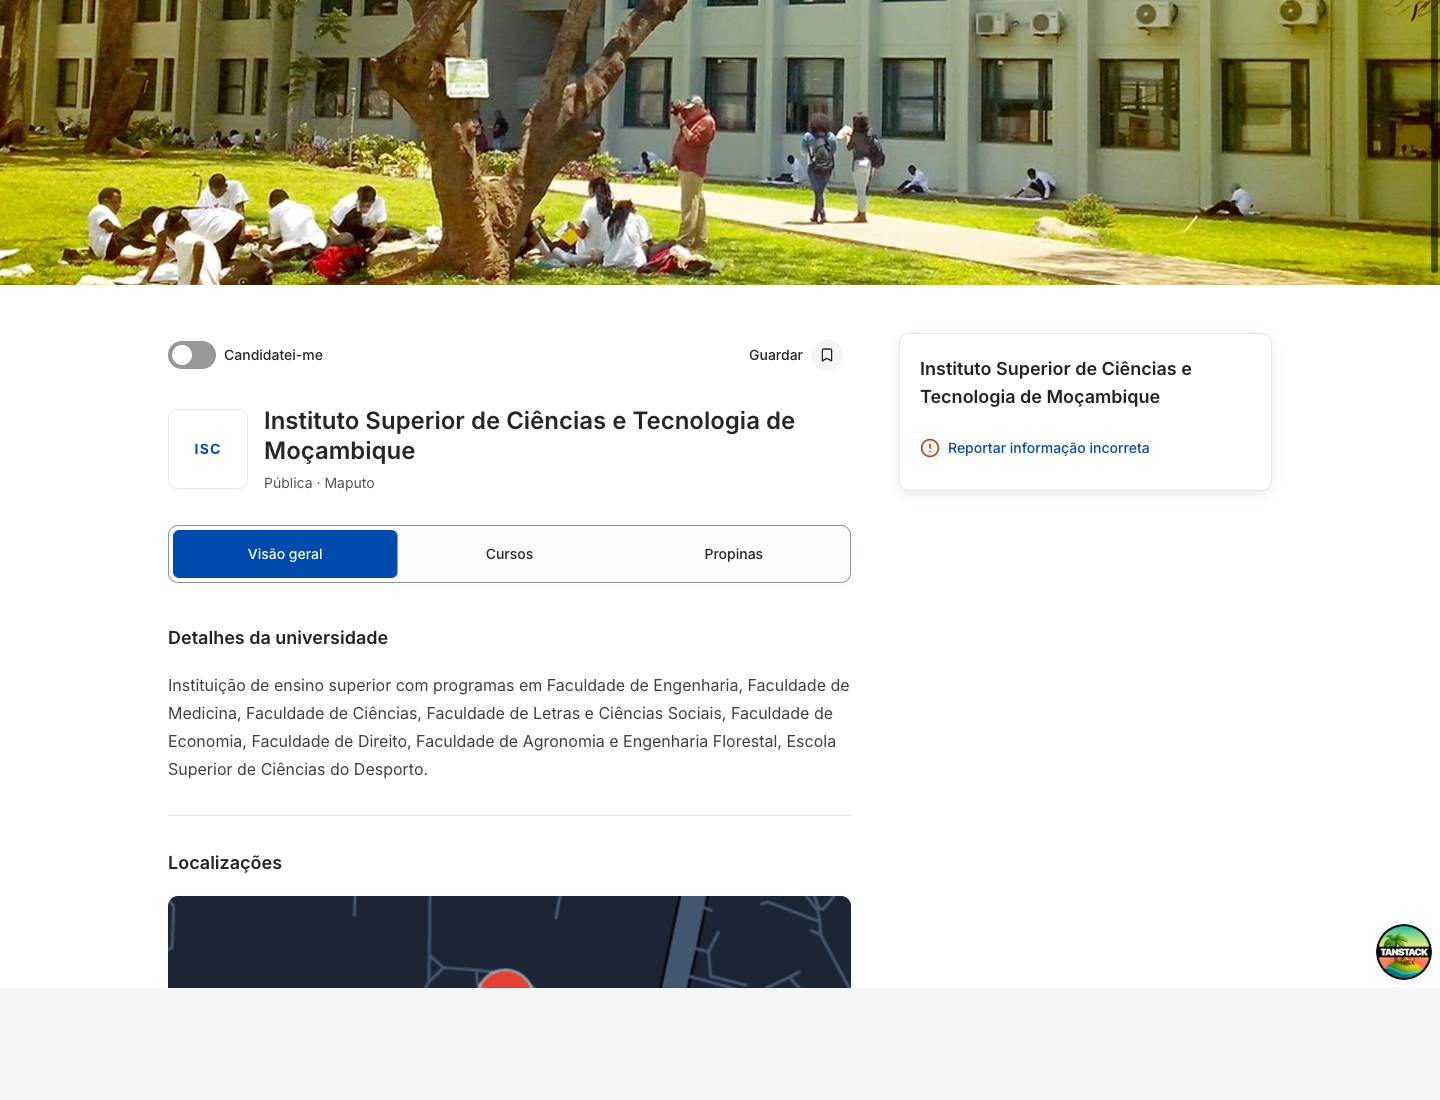 Candidatei-me
Guardar
ISC
Instituto Superior de Ciências e Tecnologia de
Moçambique
Pública · Maputo
Visão geral
Cursos
Propinas
Detalhes da universidade
Instituição de ensino superior com programas em Faculdade de Engenharia, Faculdade de
Medicina, Faculdade de Ciências, Faculdade de Letras e Ciências Sociais, Faculdade de
Economia, Faculdade de Direito, Faculdade de Agronomia e Engenharia Florestal, Escola
Superior de Ciências do Desporto.
Localizações
Instituto Superior de Ciências e
Tecnologia de Moçambique
Reportar informação incorreta
TANSTACK